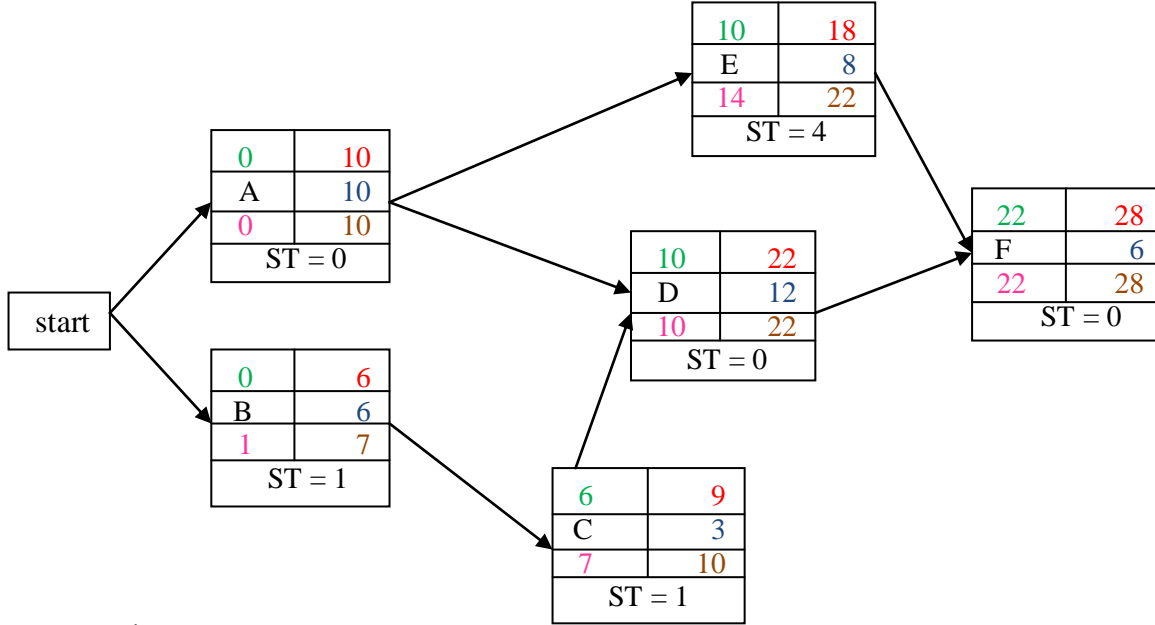 10 18
E 8
14 22
ST = 4
0 10
A 10
0 10
ST = 0
22 28
F 6
22 28
ST = 0
10 22
D 12
10 22
ST = 0
start
0 6
B 6
1 7
ST = 1
6 9
C 3
7 10
ST = 1